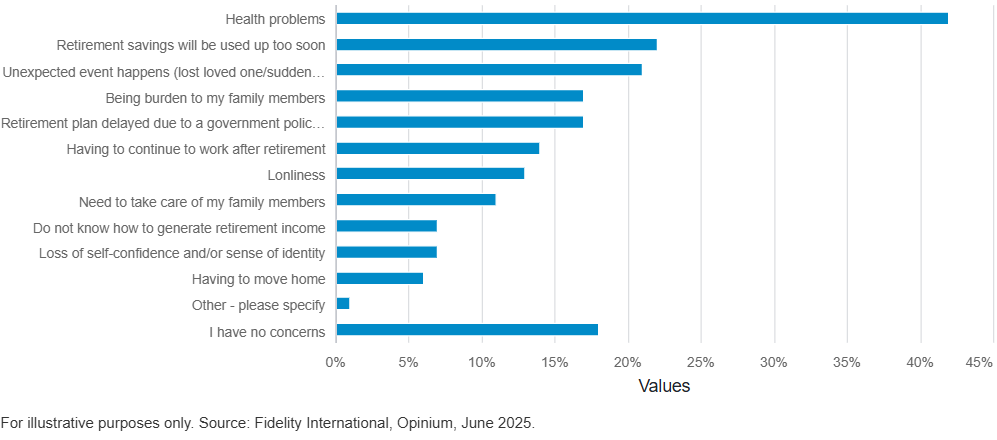 Health problems
Retirement savings will be used up too soon
Unexpected event happens (lost loved one/sudden…
Being burden to my family members
Retirement plan delayed due to a government polic…
Having to continue to work after retirement
Lonliness
Need to take care of my family members
Do not know how to generate retirement income
Loss of self-confidence and/or sense of identity
Having to move home
Other - please specify
I have no concerns
0% 5% 10% 15% 20% 25% 30% 35% 40% 45%
Values
For illustrative purposes only. Source: Fidelity International, Opinium, June 2025.